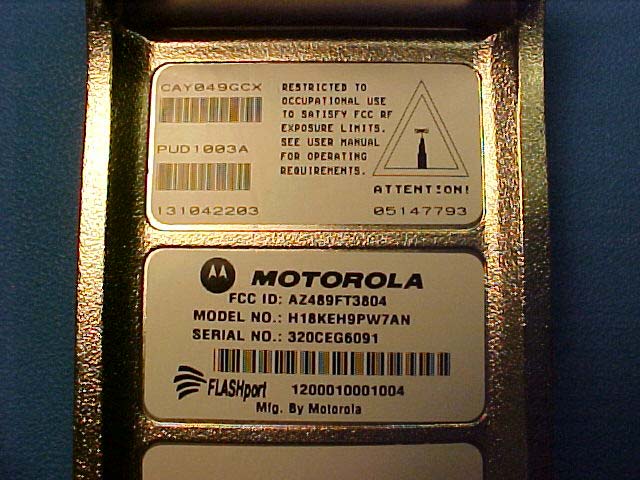 CAY049GCX
PUD1003A
131042203
RESTRICTED TO
OCCUPATIONAL USE
TO SATISFY FCC RF
EXPOSURE LIMITS.
SEE USER MANUAL
FOR OPERATING
REQUIREMENTS.
ATTENTION!
05147793
MOTOROLA
FCC ID: AZ489FT3804
MODEL NO.: H18KEH9PW7AN
SERIAL NO.: 320CEG6091
FLASHport 1200010001004
Mfg. By Motorola